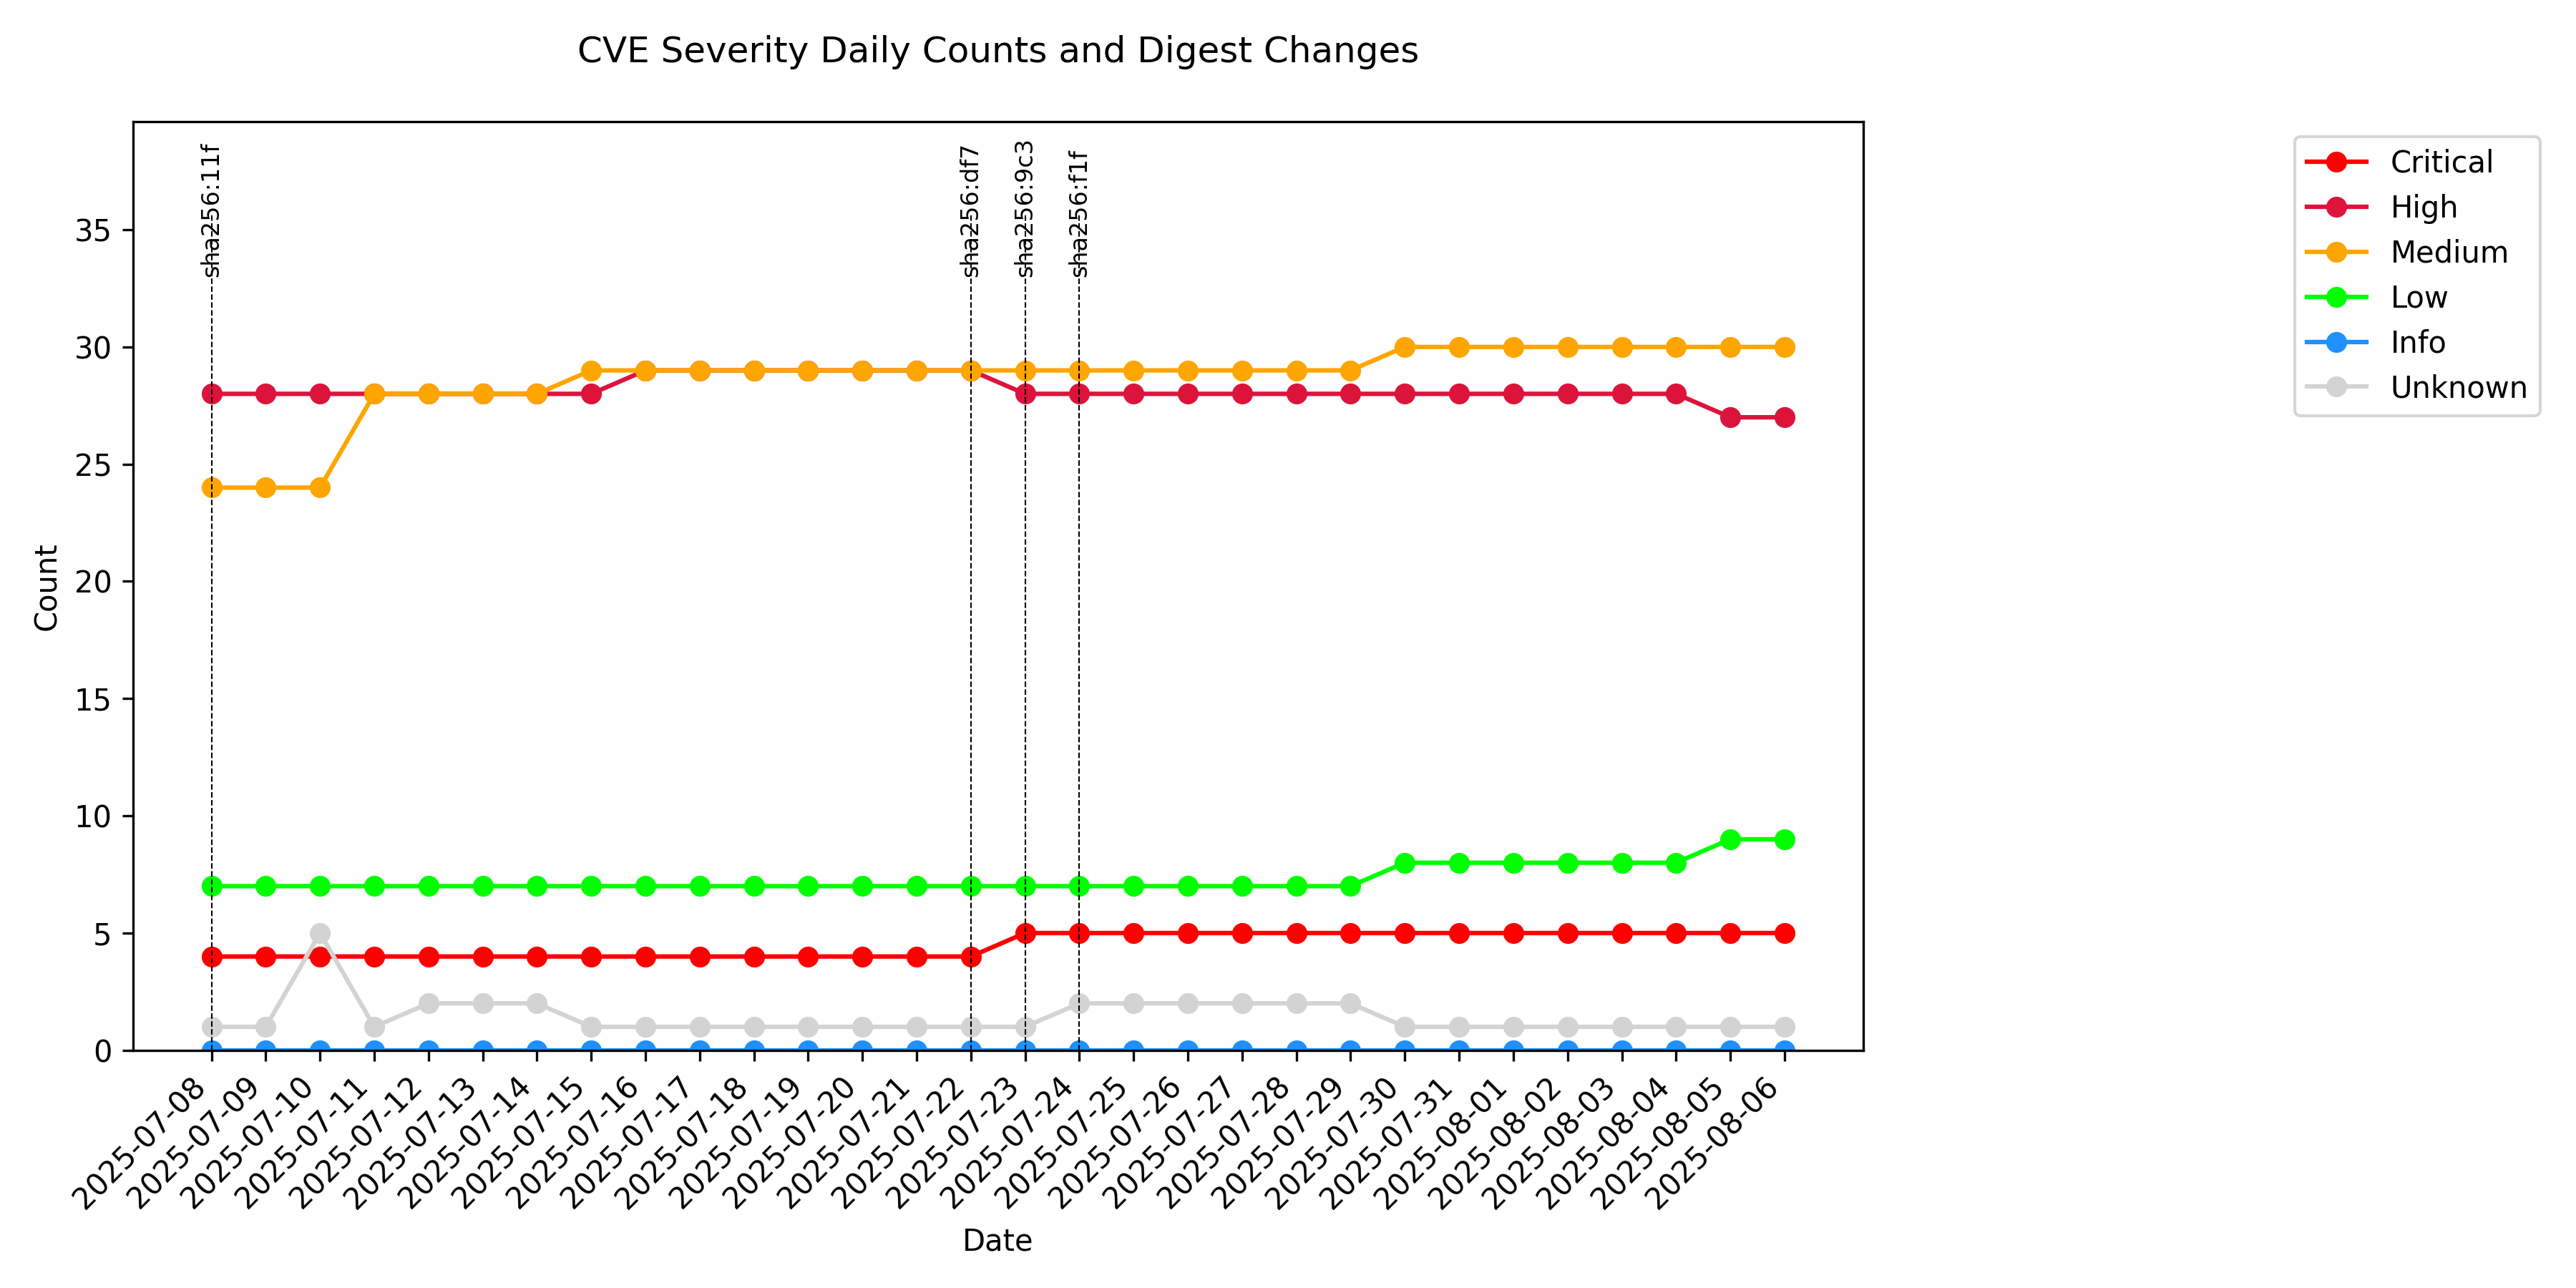 CVE Severity Daily Counts and Digest Changes
sha256:11f
sha256:df7
sha256:9c3
sha256:f1f
Critical
High
Medium
Low
Info
Unknown
Count
35
30
25
20
15
10
5
0
2025-07-08
2025-07-09
2025-07-10
2025-07-11
2025-07-12
2025-07-13
2025-07-14
2025-07-15
2025-07-16
2025-07-17
2025-07-18
2025-07-19
2025-07-20
2025-07-21
2025-07-22
2025-07-23
2025-07-24
2025-07-25
2025-07-26
2025-07-27
2025-07-28
2025-07-29
2025-07-30
2025-07-31
2025-08-01
2025-08-02
2025-08-03
2025-08-04
2025-08-05
2025-08-06
Date